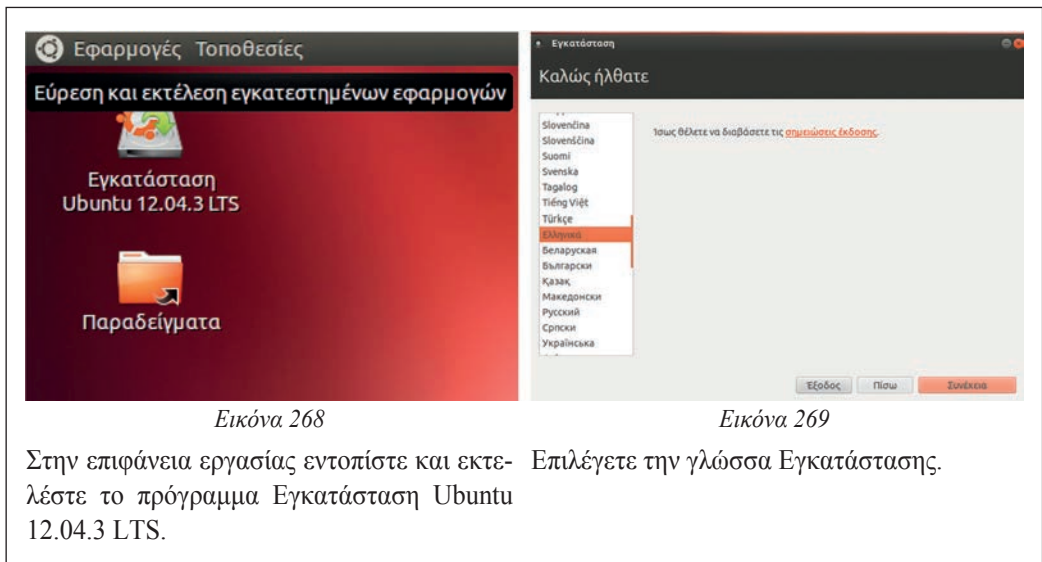 Εφαρμογές Τοποθεσίες
Εύρεση και εκτέλεση εγκατεστημένων εφαρμογών
Εγκατάσταση
Ubuntu 12.04.3 LTS
Παραδείγματα
Εικόνα 268
Στην επιφάνεια εργασίας εντοπίστε και εκτε-
λέστε το πρόγραμμα Εγκατάσταση Ubuntu
12.04.3 LTS.
Εγκατάσταση
Καλώς ήλθατε
Slovenčina
Slovenščina
Suomi
Svenska
Tagalog
Tiếng Việt
Türkçe
Ελληνικά
Беларуская
Български
Қазақ
Македонски
Русский
Српски
Українська
Ίσως θέλετε να διαβάσετε τις σημειώσεις έκδοσης.
Έξοδος Πίσω Συνέχεια
Εικόνα 269
Επιλέγετε την γλώσσα Εγκατάστασης.